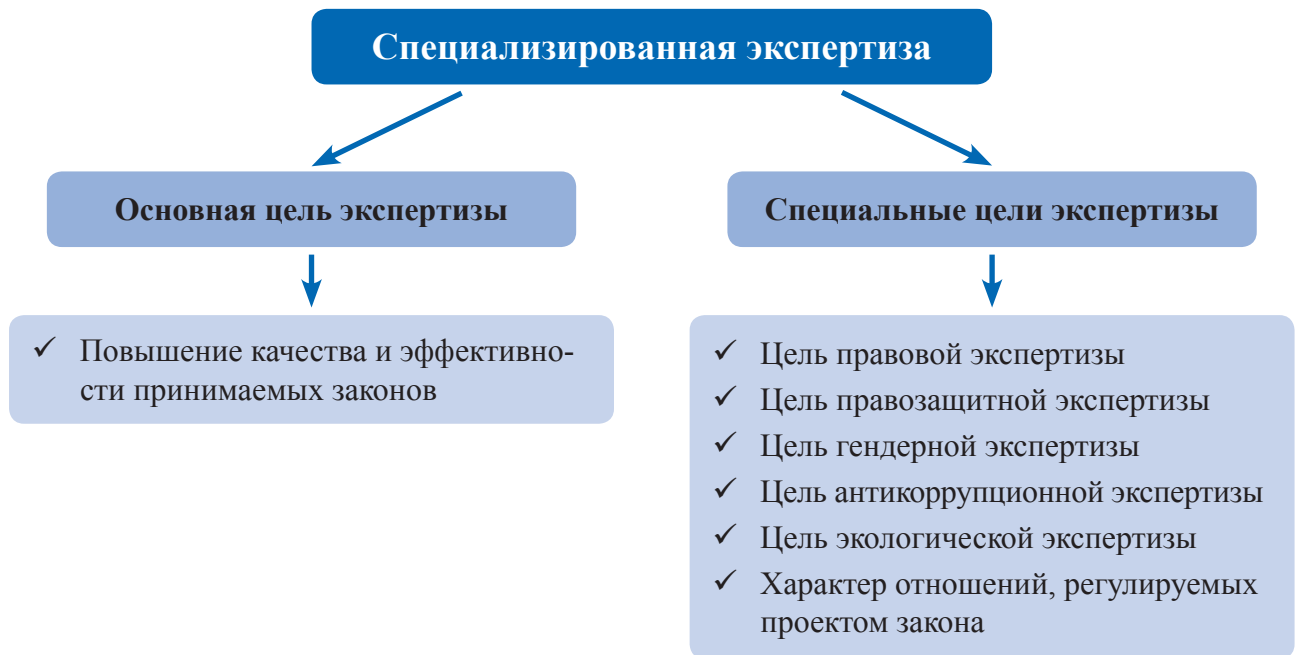 Специализированная экспертиза
Основная цель экспертизы
Специальные цели экспертизы
✓ Повышение качества и эффективно-
сти принимаемых законов
✓ Цель правовой экспертизы
✓ Цель правозащитной экспертизы
✓ Цель гендерной экспертизы
✓ Цель антикоррупционной экспертизы
✓ Цель экологической экспертизы
✓ Характер отношений, регулируемых
проектом закона